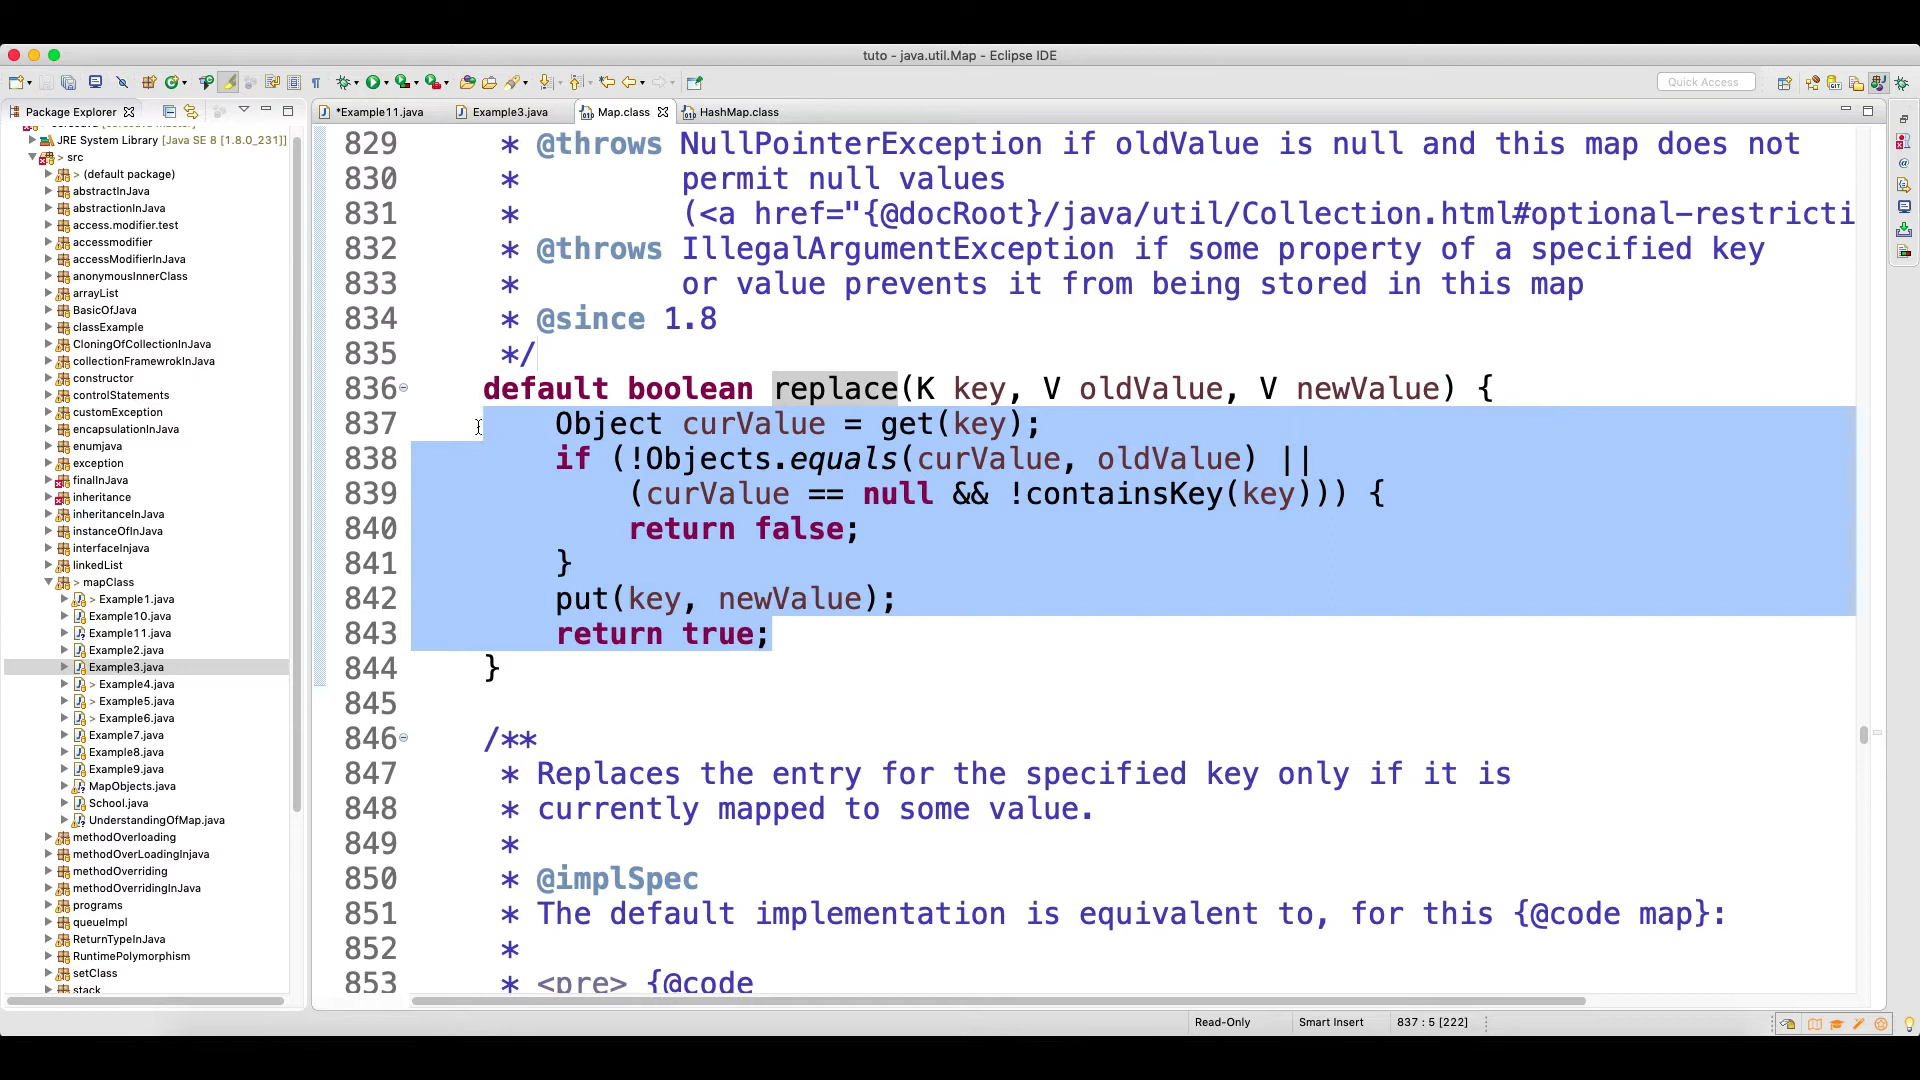 tuto - java.util.Map - Eclipse IDE
Quick Access
Package Explorer
*Example11.java
Example3.java
Map.class
HashMap.class
JRE System Library [Java SE 8 [1.8.0_231]]
> src
> (default package)
abstractInJava
abstractionInJava
access.modifier.test
accessmodifier
accessModifierInJava
anonymousInnerClass
arrayList
BasicOfJava
classExample
CloningOfCollectionInJava
collectionFramewrokInJava
constructor
controlStatements
customException
encapsulationInJava
enumjava
exception
finalInJava
inheritance
inheritanceInJava
instanceOfInJava
interfaceInjava
linkedList
> mapClass
> Example1.java
Example10.java
Example11.java
Example2.java
Example3.java
> Example4.java
> Example5.java
> Example6.java
Example7.java
Example8.java
Example9.java
MapObjects.java
School.java
UnderstandingOfMap.java
methodOverloading
methodOverLoadingInjava
methodOverriding
methodOverridingInJava
programs
queueImpl
ReturnTypeInJava
RuntimePolymorphism
setClass
stack
829 * @throws NullPointerException if oldValue is null and this map does not
830 * permit null values
831 * (<a href="{@docRoot}/java/util/Collection.html#optional-restricti
832 * @throws IllegalArgumentException if some property of a specified key
833 * or value prevents it from being stored in this map
834 * @since 1.8
835 */
836 default boolean replace(K key, V oldValue, V newValue) {
837 Object curValue = get(key);
838 if (!Objects.equals(curValue, oldValue) ||
839 (curValue == null && !containsKey(key))) {
840 return false;
841 }
842 put(key, newValue);
843 return true;
844 }
845
846 /**
847 * Replaces the entry for the specified key only if it is
848 * currently mapped to some value.
849 *
850 * @implSpec
851 * The default implementation is equivalent to, for this {@code map}:
852 *
853 * <pre> {@code
Read-Only
Smart Insert
837 : 5 [222]